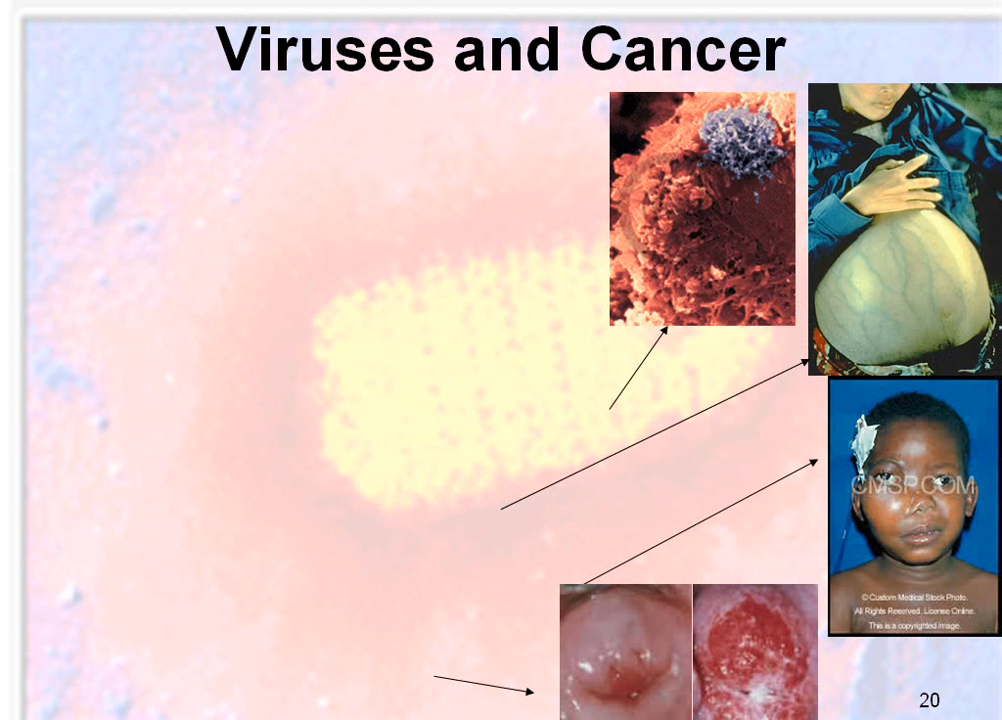 Viruses and Cancer
CMSP.COM
© Custom Medical Stock Photo.
All Rights Reserved. License Online.
This is a copyrighted image.
20